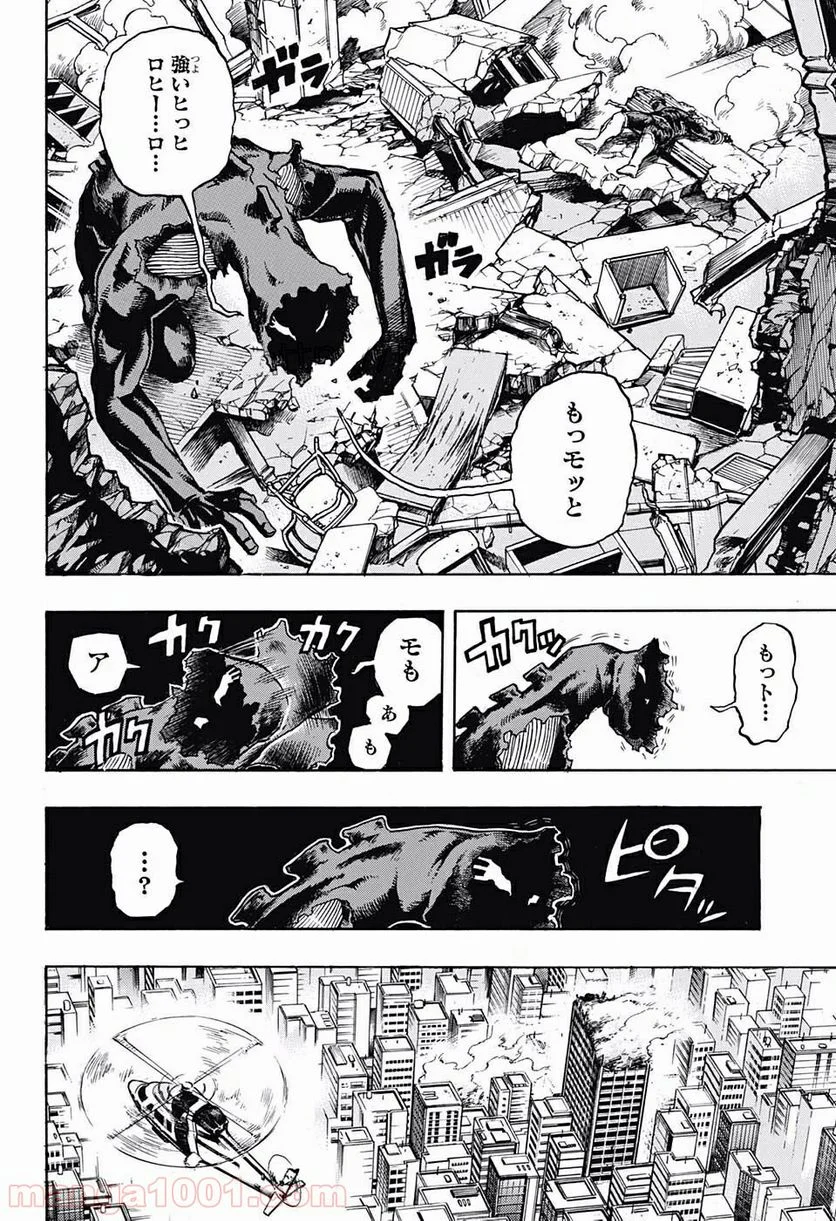 ガラ
強いヒっヒ
つよ
ロヒー…ロ…
ガラ
もっモッと
もっト…
カクッ
モも
あ
も
カク
カク
ア
カク
ピタッ
…?
manga1001.com